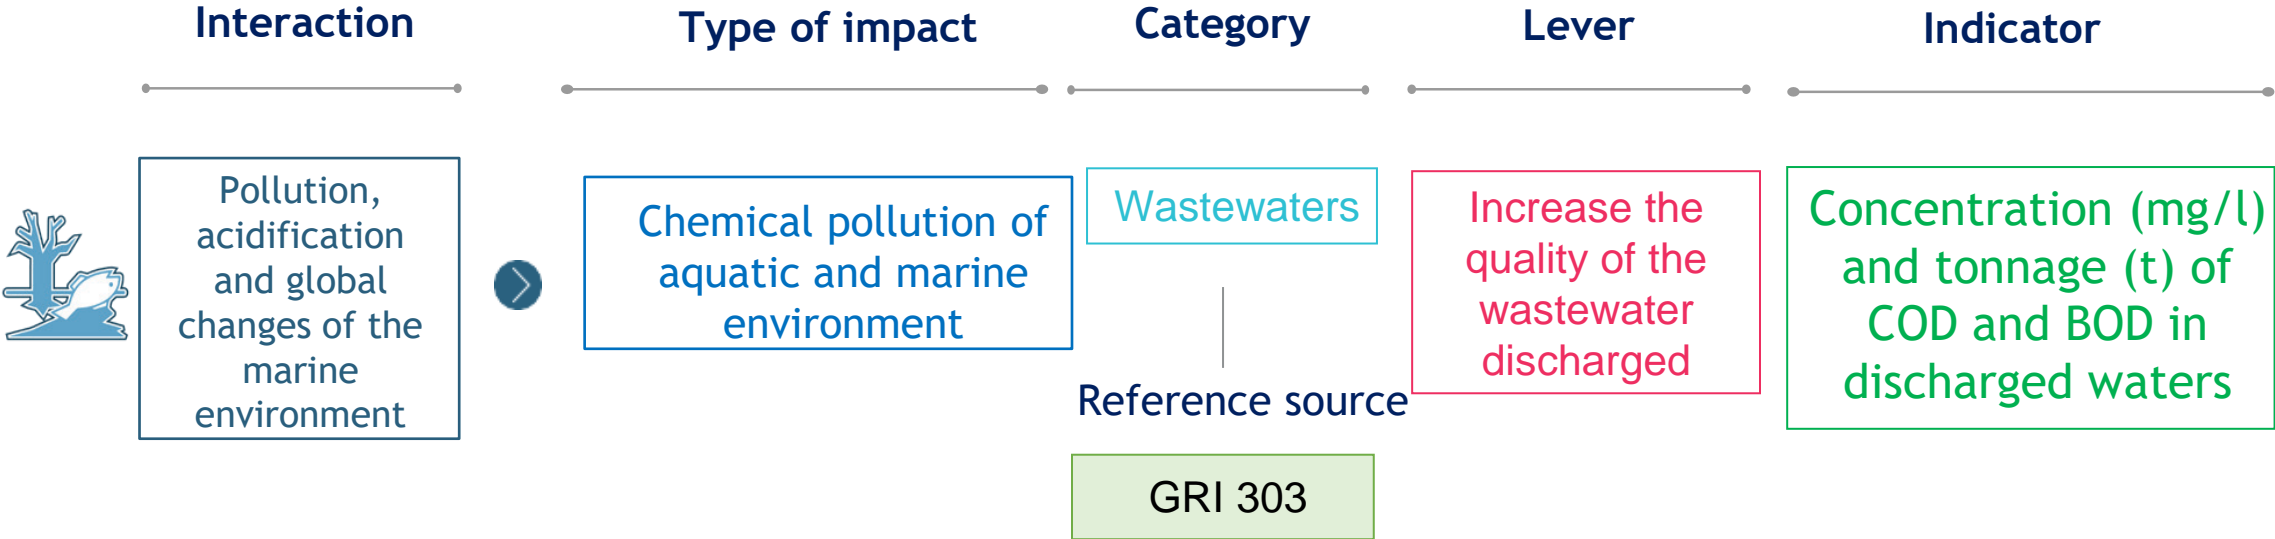 Interaction
Type of impact
Category
Lever
Indicator
Pollution,
acidification
and global
changes of the
marine
environment
Chemical pollution of
aquatic and marine
environment
Wastewaters
Reference source
GRI 303
Increase the
quality of the
wastewater
discharged
Concentration (mg/l)
and tonnage (t) of
COD and BOD in
discharged waters